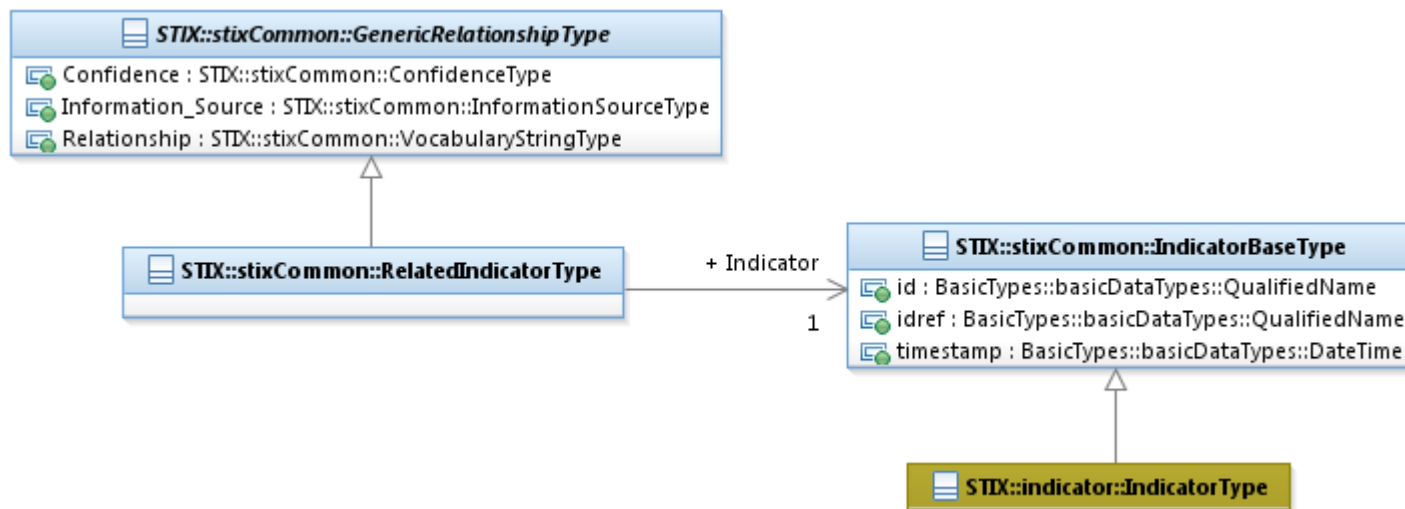 STIX::stixCommon::GenericRelationshipType
Confidence : STIX::stixCommon::ConfidenceType
Information_Source : STIX::stixCommon::InformationSourceType
Relationship : STIX::stixCommon::VocabularyStringType
STIX::stixCommon::RelatedIndicatorType
+ Indicator
1
STIX::stixCommon::IndicatorBaseType
id : BasicTypes::basicDataTypes::QualifiedName
idref : BasicTypes::basicDataTypes::QualifiedName
timestamp : BasicTypes::basicDataTypes::DateTime
STIX::indicator::IndicatorType